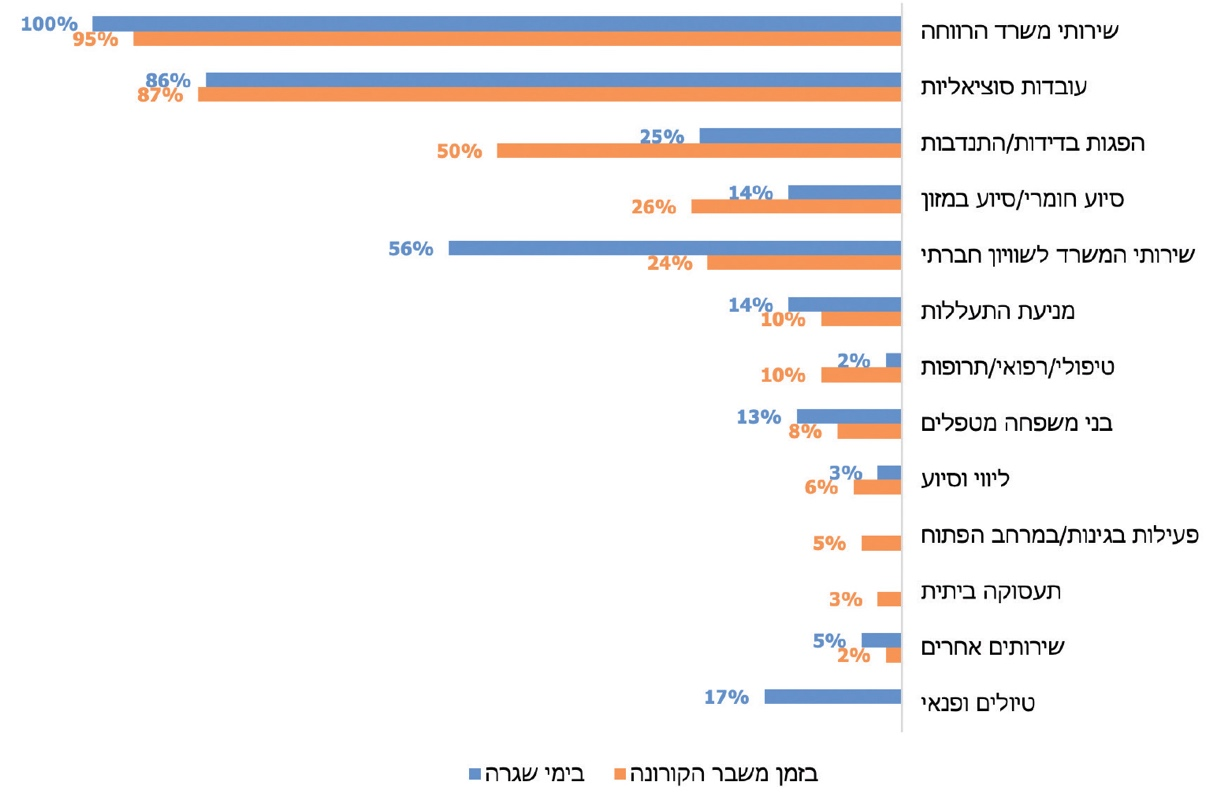 שירותי משרד הרווחה
100%
95%
עובדות סוציאליות
86%
87%
הפגות בדידות/התנדבות
25%
50%
סיוע חומרי/סיוע במזון
14%
26%
שירותי המשרד לשוויון חברתי
56%
24%
מניעת התעללות
14%
10%
טיפולי/רפואי/תרופות
2%
10%
בני משפחה מטפלים
13%
8%
ליווי וסיוע
3%
6%
פעילות בגינות/במרחב הפתוח
5%
תעסוקה ביתית
3%
שירותים אחרים
5%
2%
טיולים ופנאי
17%
בזמן משבר הקורונה
בימי שגרה